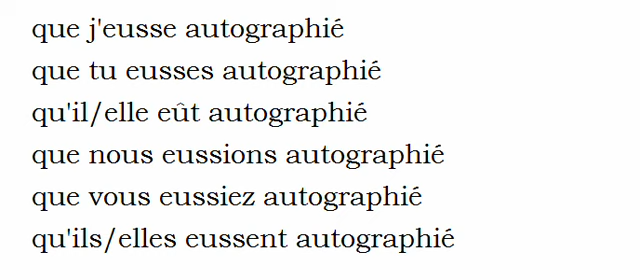 que j'eusse autographié
que tu eusses autographié
qu'il/elle eût autographié
que nous eussions autographié
que vous eussiez autographié
qu'ils/elles eussent autographié